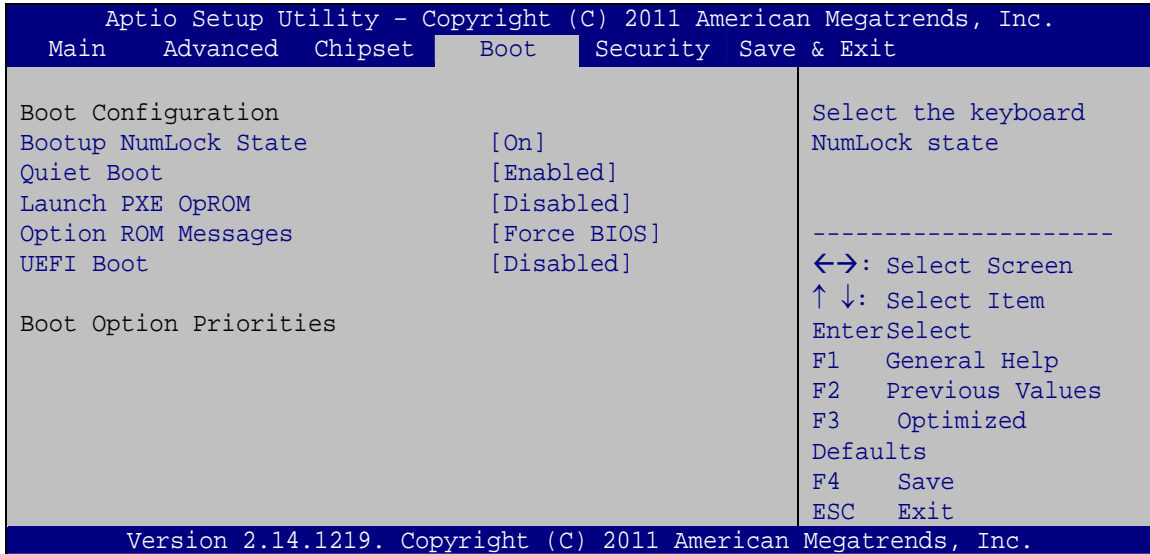 Aptio Setup Utility – Copyright (C) 2011 American Megatrends, Inc.
Main Advanced Chipset Boot Security Save & Exit
Boot Configuration
Bootup NumLock State [On]
Quiet Boot [Enabled]
Launch PXE OpROM [Disabled]
Option ROM Messages [Force BIOS]
UEFI Boot [Disabled]
Boot Option Priorities
Select the keyboard
NumLock state
---------------------
←→: Select Screen
↑ ↓: Select Item
EnterSelect
F1 General Help
F2 Previous Values
F3 Optimized
Defaults
F4 Save
ESC Exit
Version 2.14.1219. Copyright (C) 2011 American Megatrends, Inc.